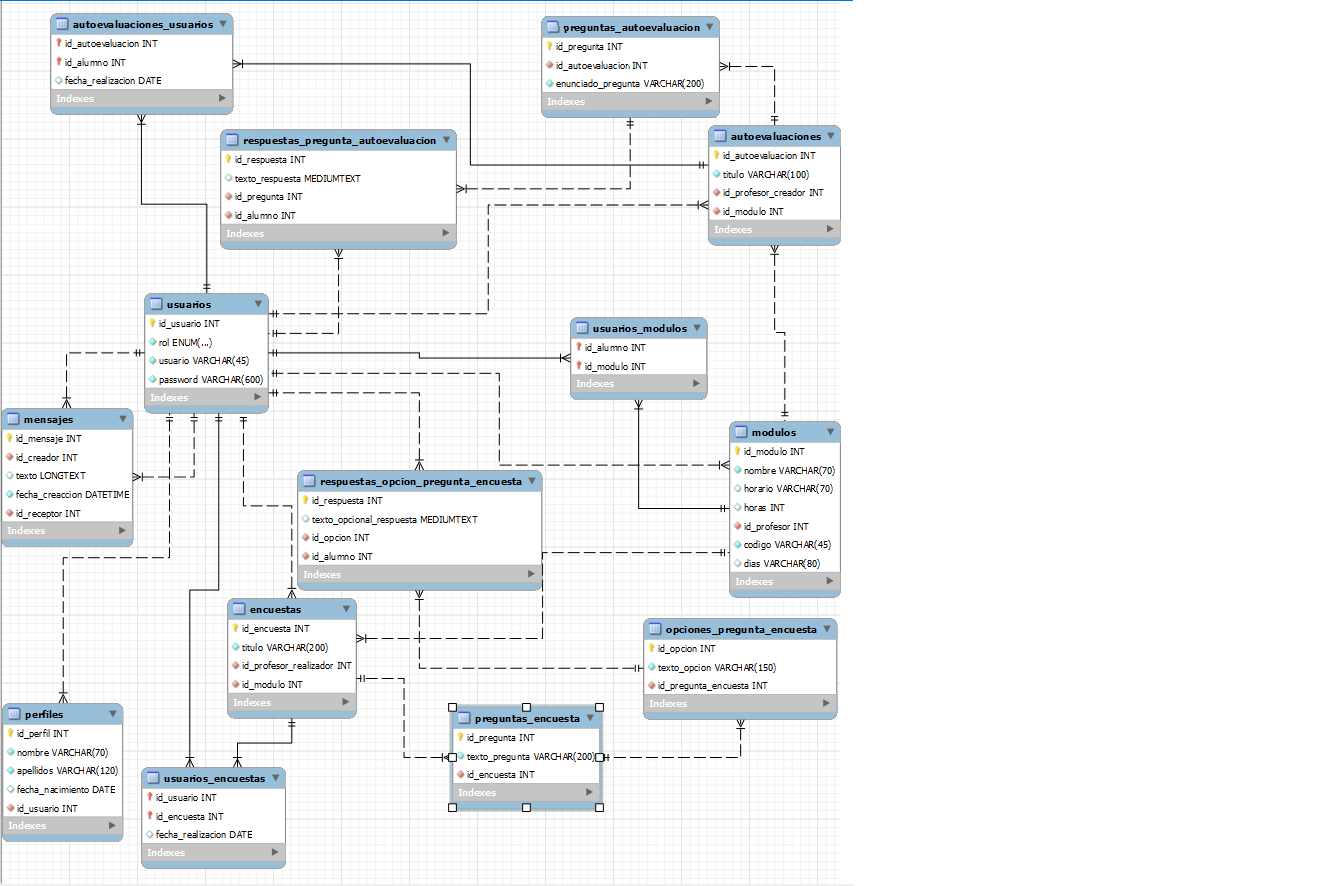 autoevaluaciones_usuarios
id_autoevaluacion INT
id_alumno INT
fecha_realizacion DATE
Indexes
preguntas_autoevaluacion
id_pregunta INT
id_autoevaluacion INT
enunciado_pregunta VARCHAR(200)
Indexes
respuestas_pregunta_autoevaluacion
id_respuesta INT
texto_respuesta MEDIUMTEXT
id_pregunta INT
id_alumno INT
Indexes
autoevaluaciones
id_autoevaluacion INT
titulo VARCHAR(100)
id_profesor_creador INT
id_modulo INT
Indexes
usuarios
id_usuario INT
rol ENUM(...)
usuario VARCHAR(45)
password VARCHAR(600)
Indexes
usuarios_modulos
id_alumno INT
id_modulo INT
Indexes
mensajes
id_mensaje INT
id_creador INT
texto LONGTEXT
fecha_creaccion DATETIME
id_receptor INT
Indexes
modulos
id_modulo INT
nombre VARCHAR(70)
horario VARCHAR(70)
horas INT
id_profesor INT
codigo VARCHAR(45)
dias VARCHAR(80)
Indexes
respuestas_opcion_pregunta_encuesta
id_respuesta INT
texto_opcional_respuesta MEDIUMTEXT
id_opcion INT
id_alumno INT
Indexes
encuestas
id_encuesta INT
titulo VARCHAR(200)
id_profesor_realizador INT
id_modulo INT
Indexes
opciones_pregunta_encuesta
id_opcion INT
texto_opcion VARCHAR(150)
id_pregunta_encuesta INT
Indexes
perfiles
id_perfil INT
nombre VARCHAR(70)
apellidos VARCHAR(120)
fecha_nacimiento DATE
id_usuario INT
Indexes
preguntas_encuesta
id_pregunta INT
texto_pregunta VARCHAR(200)
id_encuesta INT
Indexes
usuarios_encuestas
id_usuario INT
id_encuesta INT
fecha_realizacion DATE
Indexes